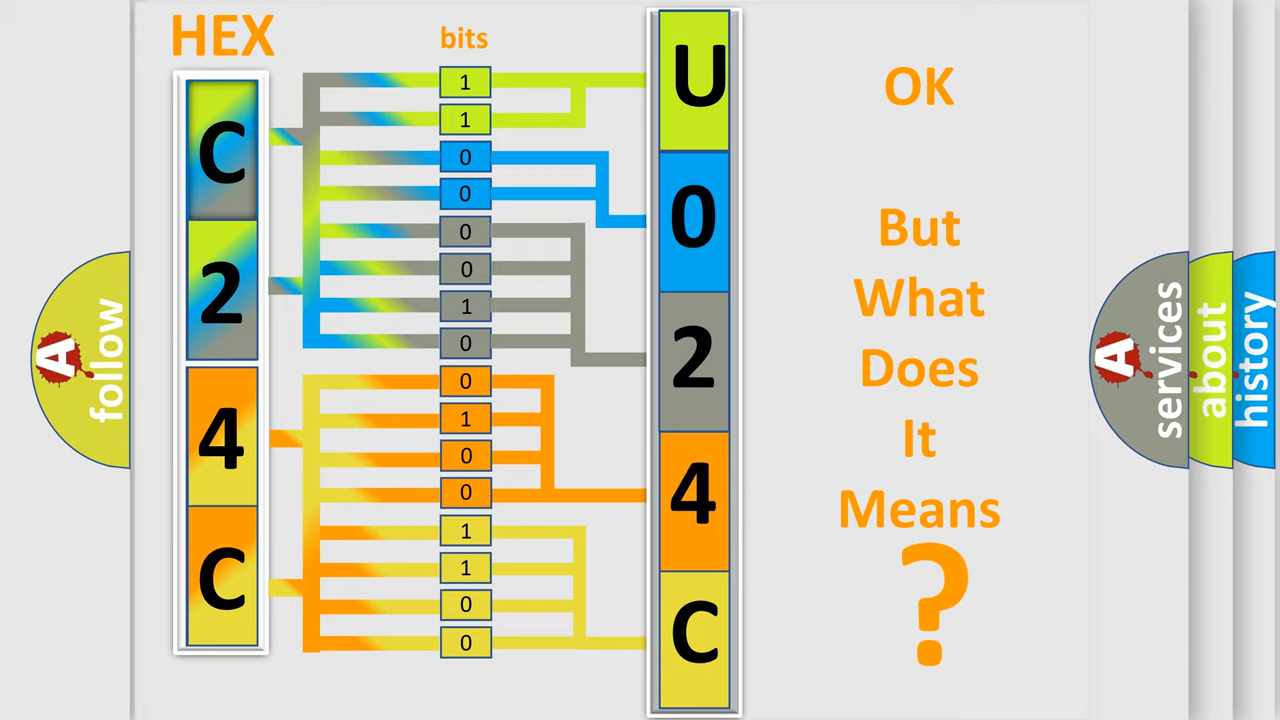 HEX
bits
C
2
4
C
1
1
0
0
0
0
1
0
0
1
0
0
1
1
0
0
U
0
2
4
C
OK
But
What
Does
It
Means
?
A
follow
A
services
about
history